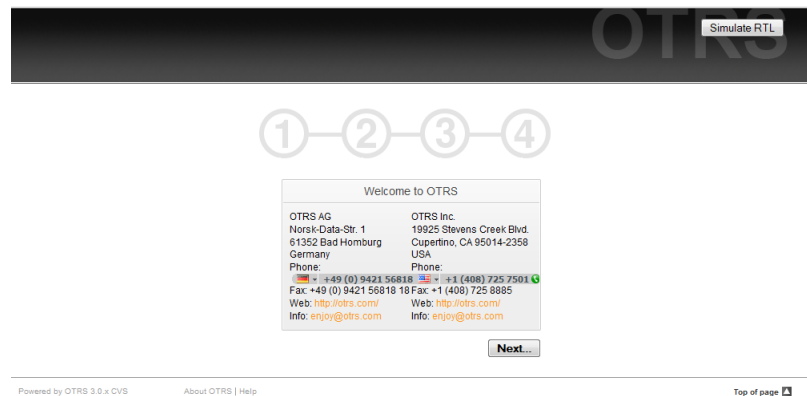 OTRS
Simulate RTL
1 2 3 4
Welcome to OTRS
OTRS AG
Norsk-Data-Str. 1
61352 Bad Homburg
Germany
Phone:
+49 (0) 9421 56818
Fax: +49 (0) 9421 56818 18
Web: http://otrs.com/
Info: enjoy@otrs.com
OTRS Inc.
19925 Stevens Creek Blvd.
Cupertino, CA 95014-2358
USA
Phone:
+1 (408) 725 7501
Fax: +1 (408) 725 8885
Web: http://otrs.com/
Info: enjoy@otrs.com
Next...
Powered by OTRS 3.0.x CVS
About OTRS | Help
Top of page